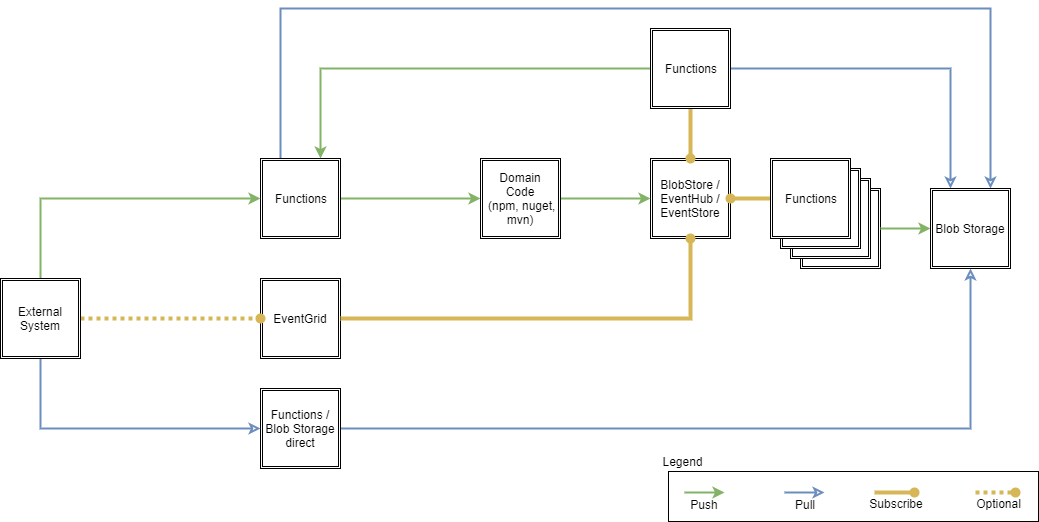 Functions
Functions
Domain
Code
(npm, nuget,
mvn)
BlobStore /
EventHub /
EventStore
Functions
Blob Storage
External
System
EventGrid
Functions /
Blob Storage
direct
Legend
Push
Pull
Subscribe
Optional